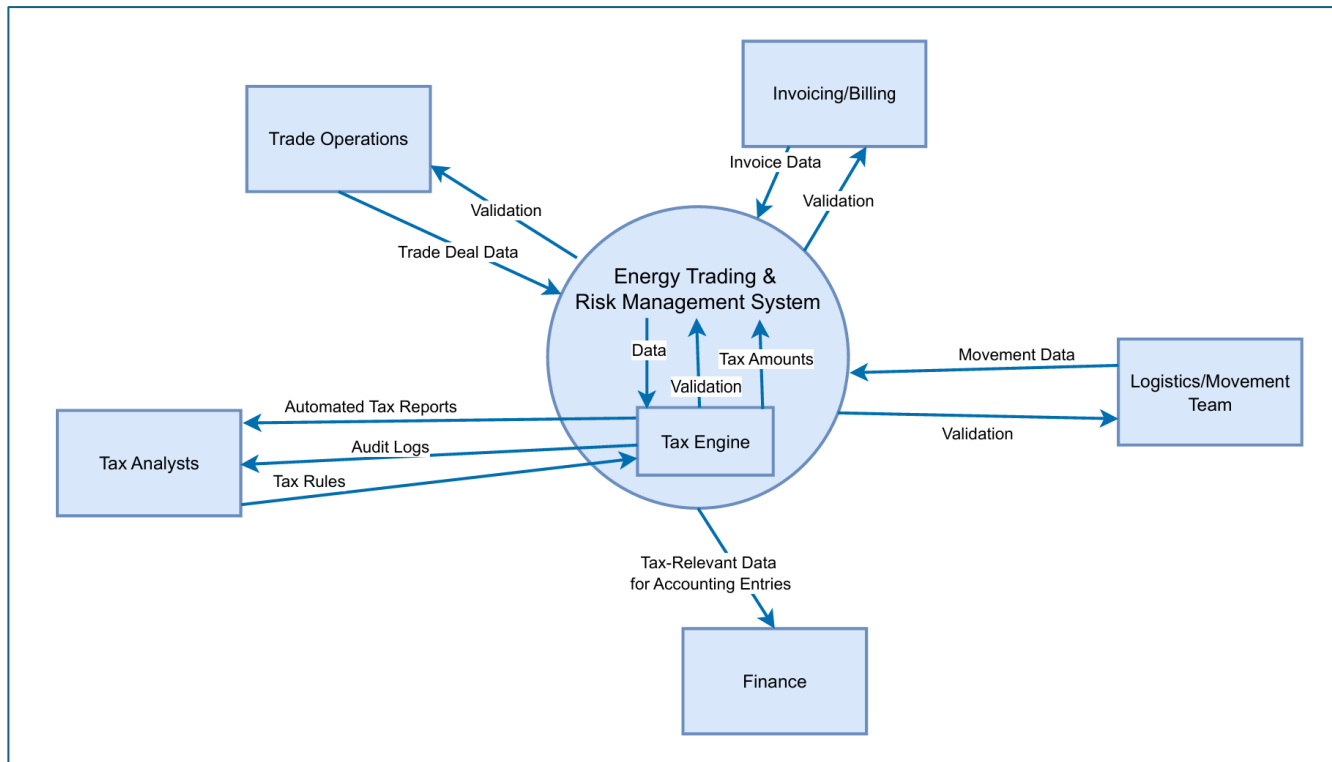 Invoicing/Billing
Trade Operations
Invoice Data
Validation
Validation
Trade Deal Data
Energy Trading &
Risk Management System
Data
Tax Amounts
Validation
Movement Data
Logistics/Movement
Team
Validation
Automated Tax Reports
Audit Logs
Tax Rules
Tax Analysts
Tax Engine
Tax-Relevant Data
for Accounting Entries
Finance